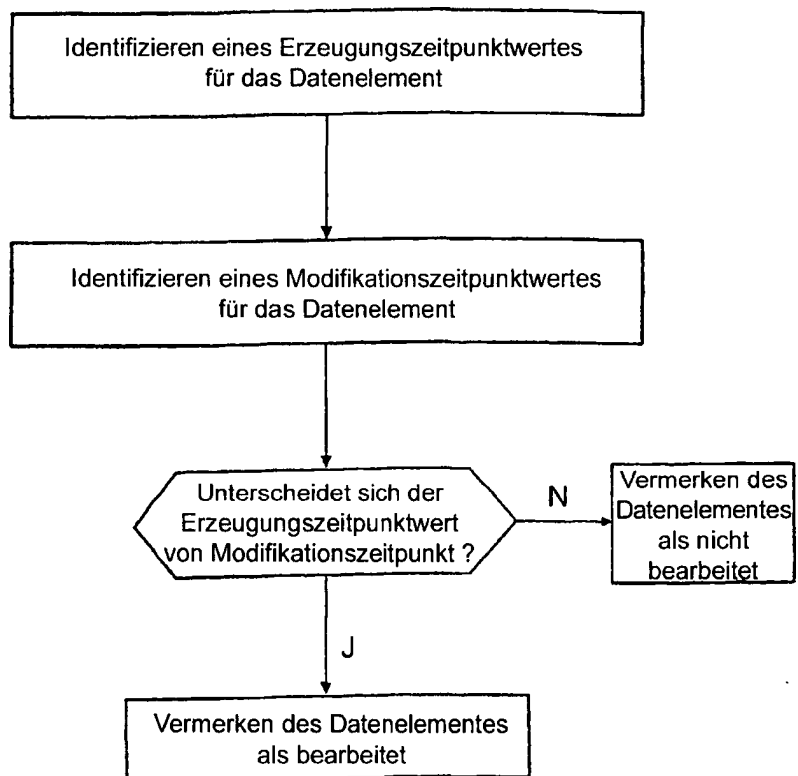 Identifizieren eines Erzeugungszeitpunktwertes
für das Datenelement
Identifizieren eines Modifikationszeitpunktwertes
für das Datenelement
Unterscheidet sich der
Erzeugungszeitpunktwert
von Modifikationszeitpunkt ?
N
Vermerken des
Datenelementes
als nicht
bearbeitet
J
Vermerken des Datenelementes
als bearbeitet